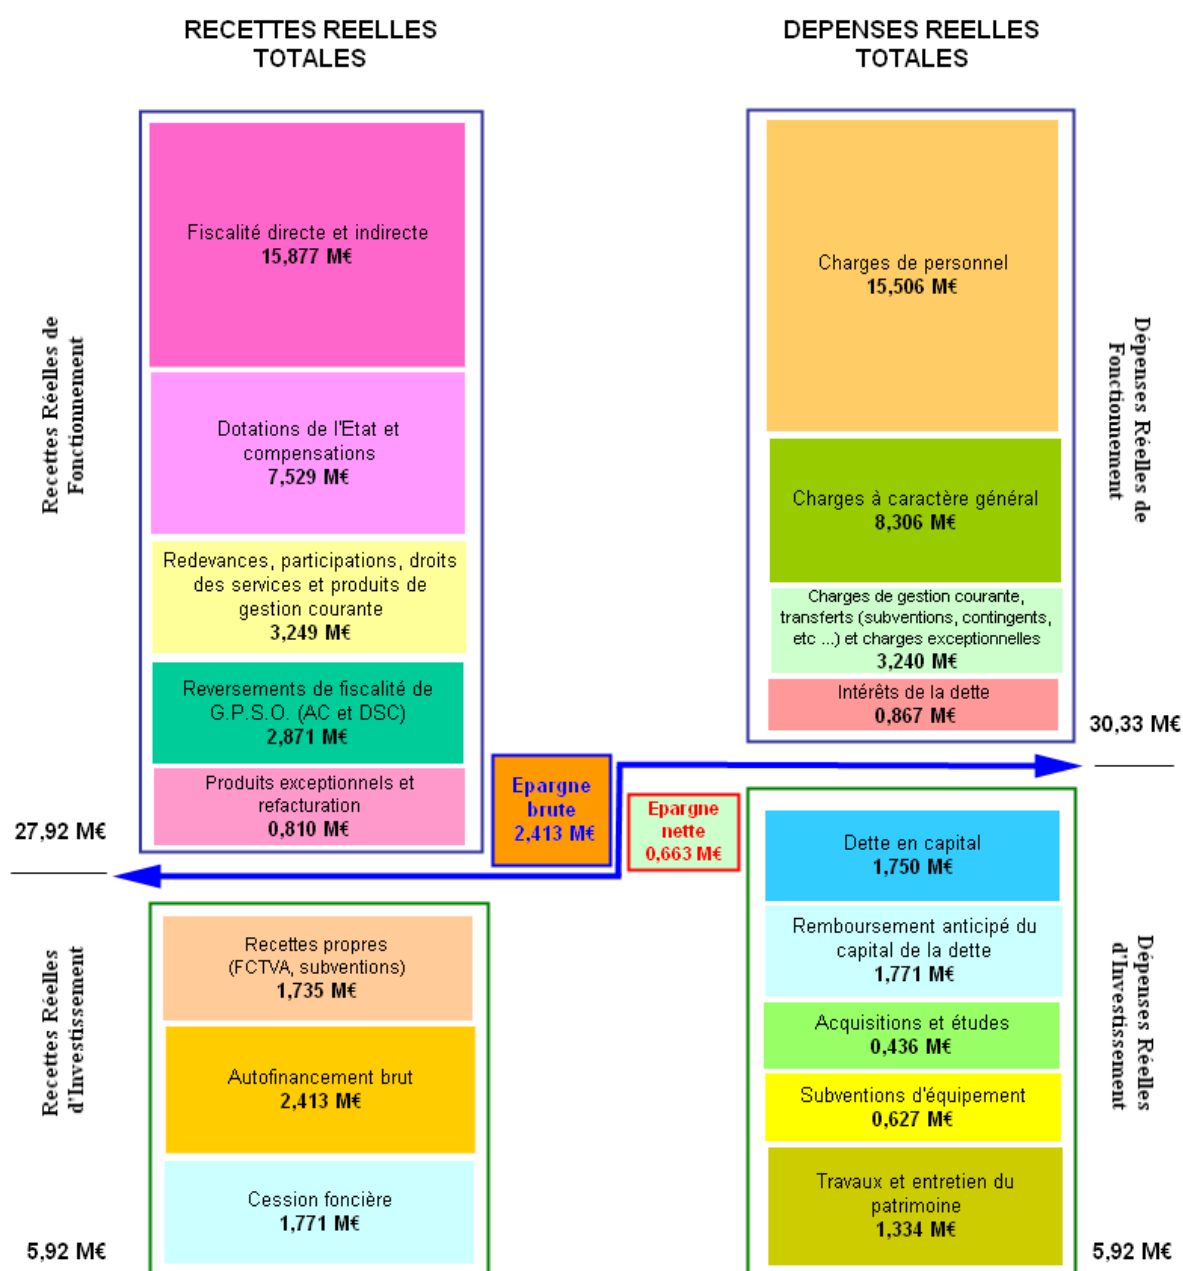 RECETTES REELLES
TOTALES
DEPENSES REELLES
TOTALES
Recettes Réelles de
Fonctionnement
Fiscalité directe et indirecte
15,877 M€
Dotations de l'Etat et
compensations
7,529 M€
Redevances, participations, droits
des services et produits de
gestion courante
3,249 M€
Reversements de fiscalité de
G.P.S.O. (AC et DSC)
2,871 M€
Produits exceptionnels et
refacturation
0,810 M€
27,92 M€
Charges de personnel
15,506 M€
Charges à caractère général
8,306 M€
Charges de gestion courante,
transferts (subventions, contingents,
etc ...) et charges exceptionnelles
3,240 M€
Intérêts de la dette
0,867 M€
Dépenses Réelles de
Fonctionnement
30,33 M€
Epargne
brute
2,413 M€
Epargne
nette
0,663 M€
Recettes Réelles
d'Investissement
Recettes propres
(FCTVA, subventions)
1,735 M€
Autofinancement brut
2,413 M€
Cession foncière
1,771 M€
5,92 M€
Dette en capital
1,750 M€
Remboursement anticipé du
capital de la dette
1,771 M€
Acquisitions et études
0,436 M€
Subventions d'équipement
0,627 M€
Travaux et entretien du
patrimoine
1,334 M€
Dépenses Réelles
d'Investissement
5,92 M€